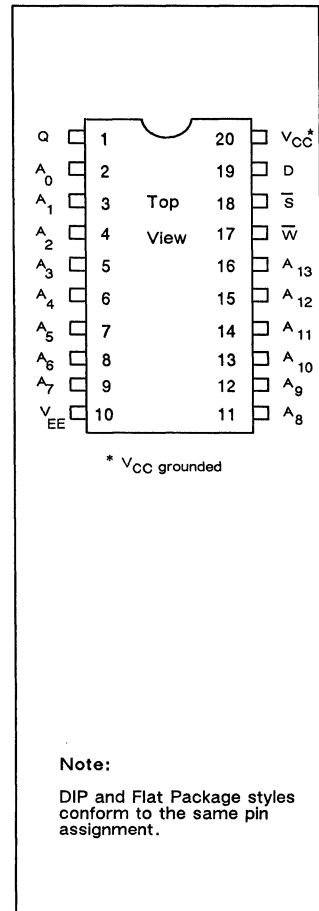 Q 1 20 VCC*
A0 2 19 D
A1 3 Top 18 S̅
A2 4 View 17 W̅
A3 5 16 A13
A4 6 15 A12
A5 7 14 A11
A6 8 13 A10
A7 9 12 A9
VEE 10 11 A8
* VCC grounded
Note:
DIP and Flat Package styles
conform to the same pin
assignment.